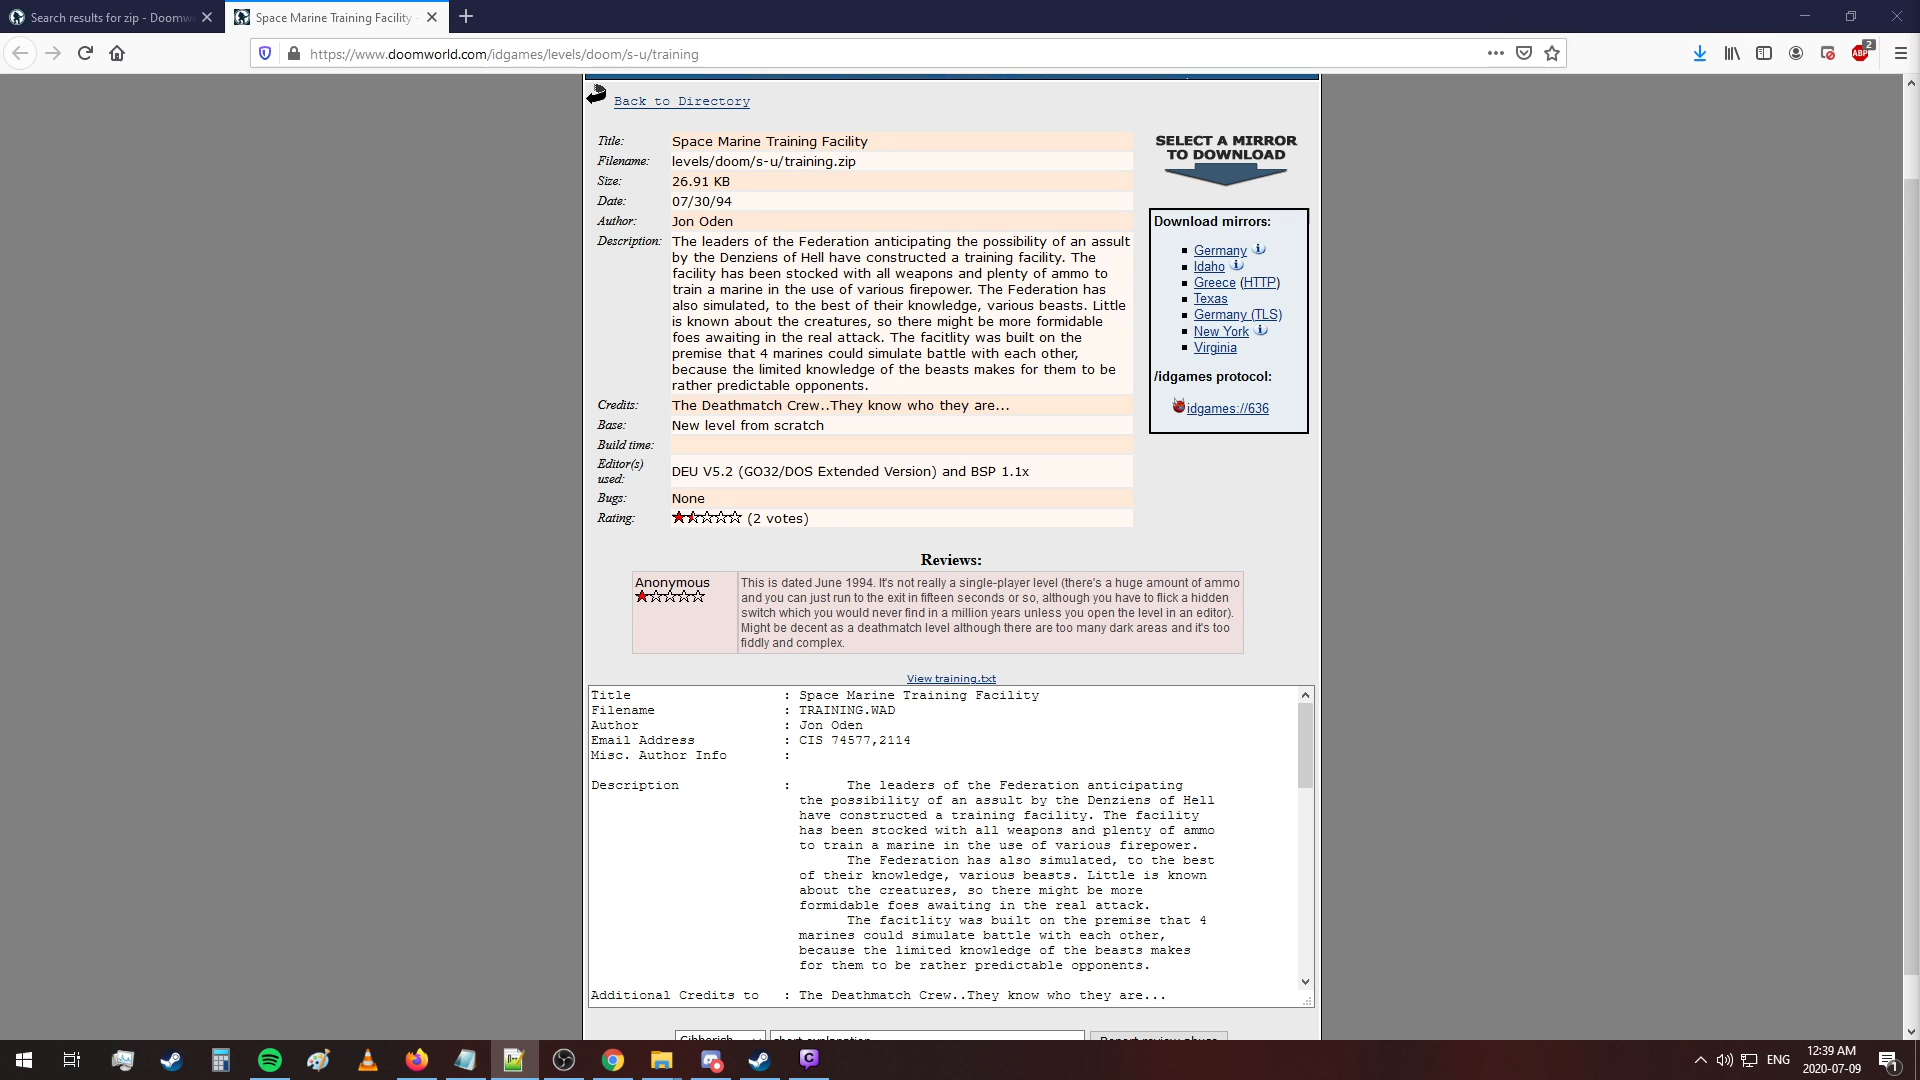 Search results for zip - Doomwo
Space Marine Training Facility -
https://www.doomworld.com/idgames/levels/doom/s-u/training
ABP
2
Back to Directory
Title: Space Marine Training Facility
Filename: levels/doom/s-u/training.zip
Size: 26.91 KB
Date: 07/30/94
Author: Jon Oden
Description: The leaders of the Federation anticipating the possibility of an assult
by the Denziens of Hell have constructed a training facility. The
facility has been stocked with all weapons and plenty of ammo to
train a marine in the use of various firepower. The Federation has
also simulated, to the best of their knowledge, various beasts. Little
is known about the creatures, so there might be more formidable
foes awaiting in the real attack. The facitlity was built on the
premise that 4 marines could simulate battle with each other,
because the limited knowledge of the beasts makes for them to be
rather predictable opponents.
Credits: The Deathmatch Crew..They know who they are...
Base: New level from scratch
Build time:
Editor(s)
used: DEU V5.2 (GO32/DOS Extended Version) and BSP 1.1x
Bugs: None
Rating: (2 votes)
SELECT A MIRROR
TO DOWNLOAD
Download mirrors:
Germany
Idaho
Greece (HTTP)
Texas
Germany (TLS)
New York
Virginia
/idgames protocol:
idgames://636
Reviews:
Anonymous
This is dated June 1994. It's not really a single-player level (there's a huge amount of ammo
and you can just run to the exit in fifteen seconds or so, although you have to flick a hidden
switch which you would never find in a million years unless you open the level in an editor).
Might be decent as a deathmatch level although there are too many dark areas and it's too
fiddly and complex.
View training.txt
Title : Space Marine Training Facility
Filename : TRAINING.WAD
Author : Jon Oden
Email Address : CIS 74577,2114
Misc. Author Info :
Description : The leaders of the Federation anticipating
the possibility of an assult by the Denziens of Hell
have constructed a training facility. The facility
has been stocked with all weapons and plenty of ammo
to train a marine in the use of various firepower.
The Federation has also simulated, to the best
of their knowledge, various beasts. Little is known
about the creatures, so there might be more
formidable foes awaiting in the real attack.
The facitlity was built on the premise that 4
marines could simulate battle with each other,
because the limited knowledge of the beasts makes
for them to be rather predictable opponents.
Additional Credits to : The Deathmatch Crew..They know who they are...
Gibberish
short explanation
Report review abuse
ENG
12:39 AM
2020-07-09
1